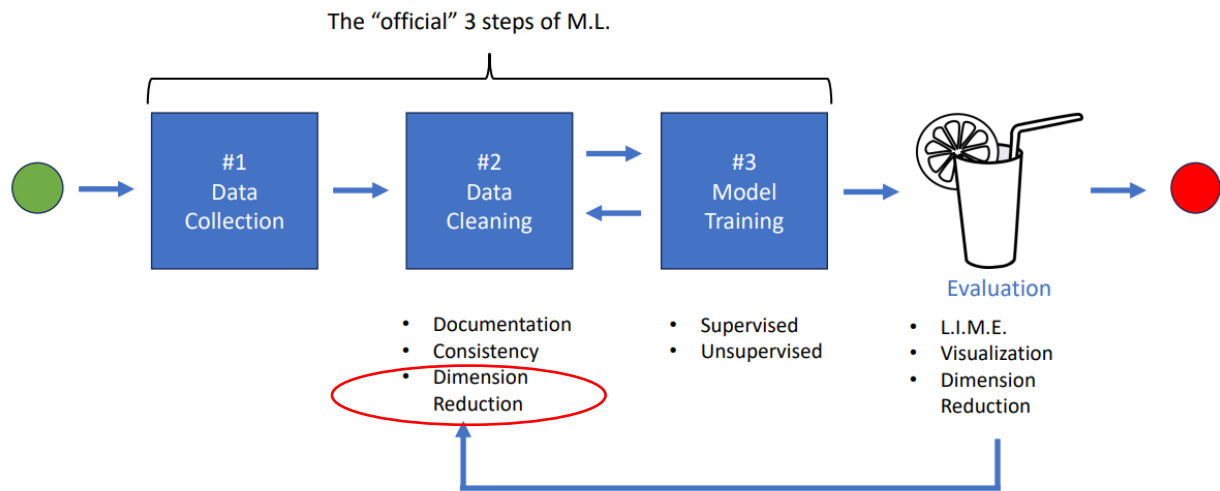 The “official” 3 steps of M.L.
#1
Data
Collection
#2
Data
Cleaning
#3
Model
Training
Evaluation
• Documentation
• Consistency
• Dimension
Reduction
• Supervised
• Unsupervised
• L.I.M.E.
• Visualization
• Dimension
Reduction